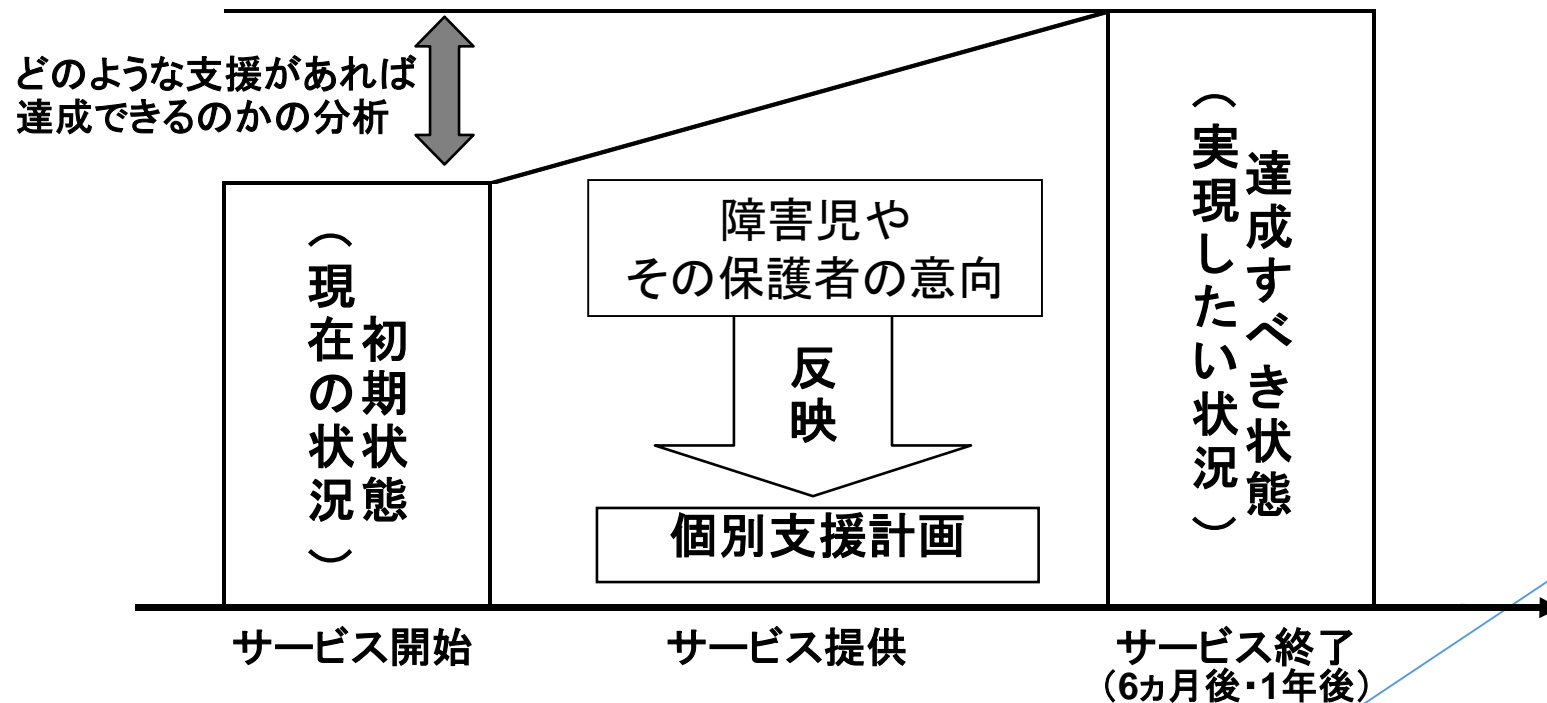 どのような支援があれば
達成できるのかの分析
初期状態
（現在の状況）
障害児や
その保護者の意向
反映
個別支援計画
達成すべき状態
（実現したい状況）
サービス開始
サービス提供
サービス終了
（6ヵ月後・1年後）